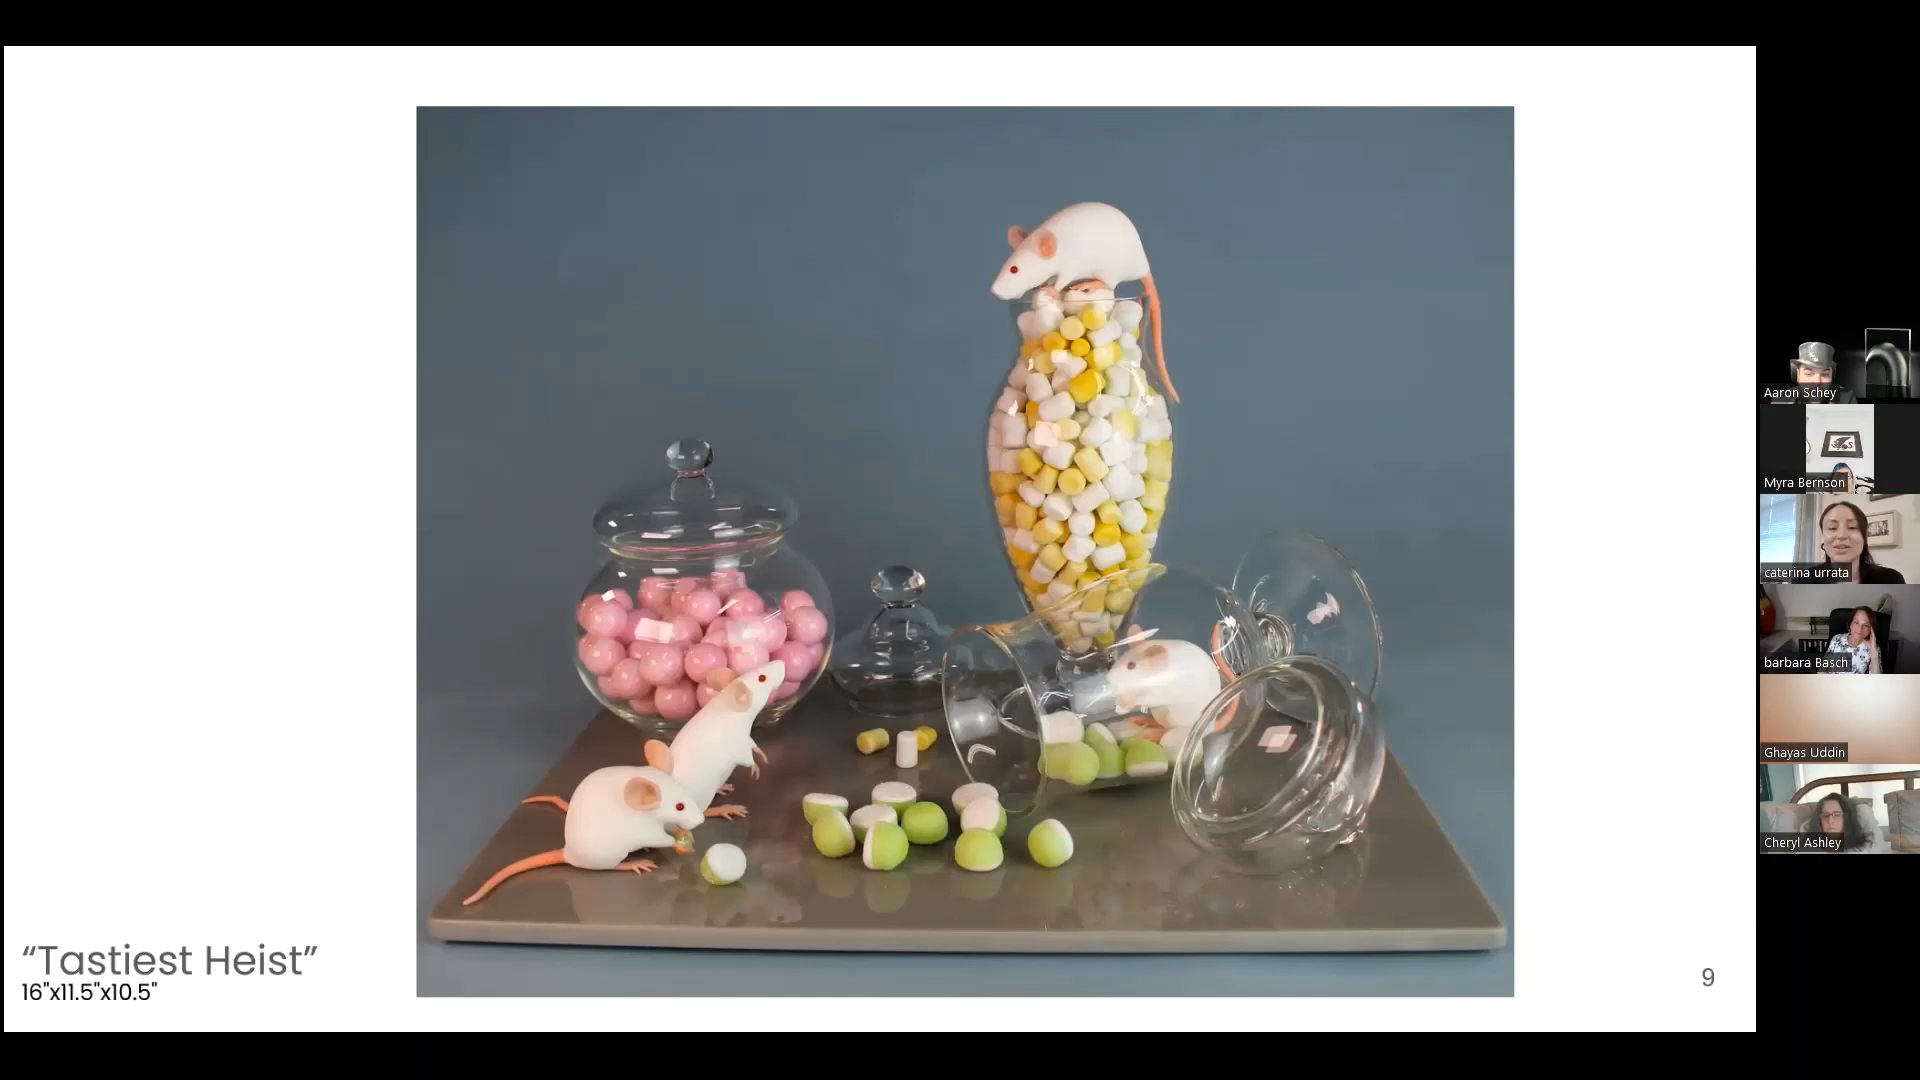 “Tastiest Heist”
16"x11.5"x10.5"
9
Aaron Schey
Myra Bernson
caterina urrata
barbara Basch
Ghayas Uddin
Cheryl Ashley